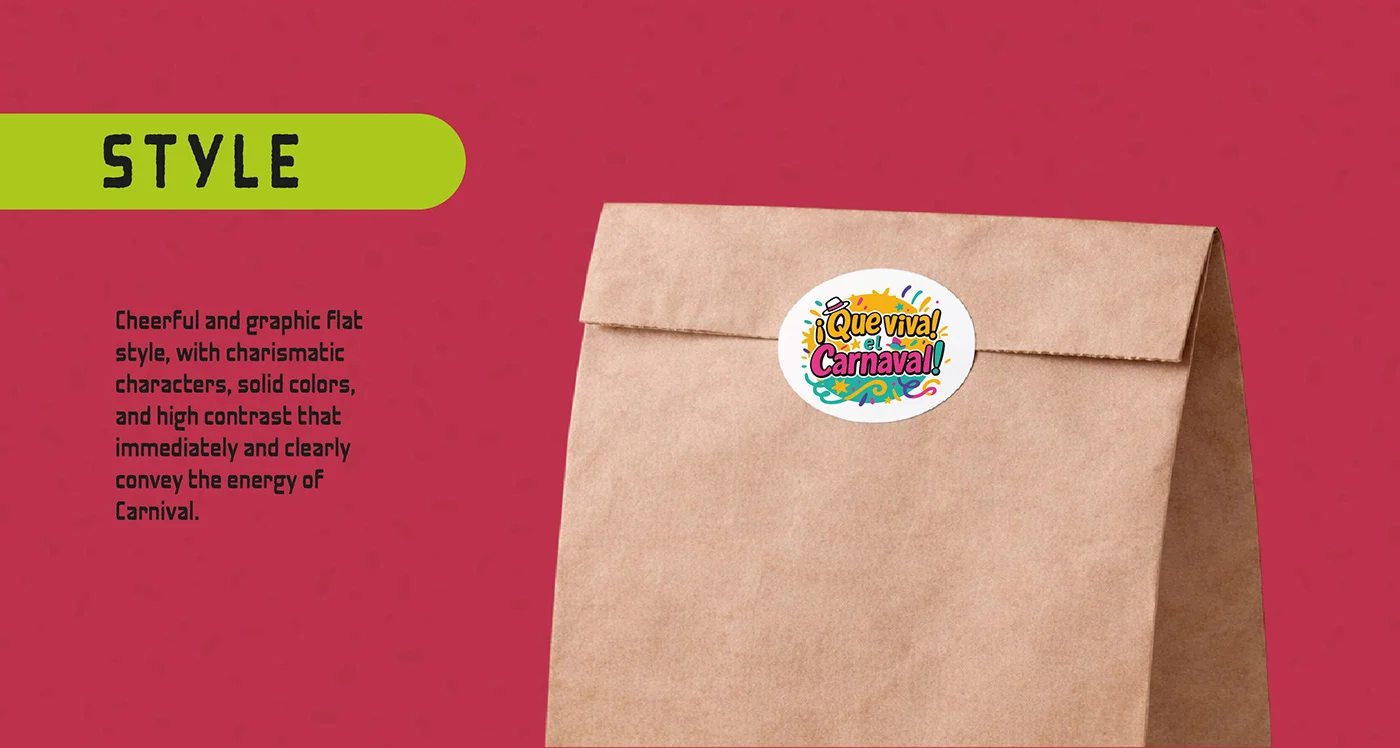 STYLE
Cheerful and graphic flat
style, with charismatic
characters, solid colors,
and high contrast that
immediately and clearly
convey the energy of
Carnival.
¡Que viva!
el
Carnaval!